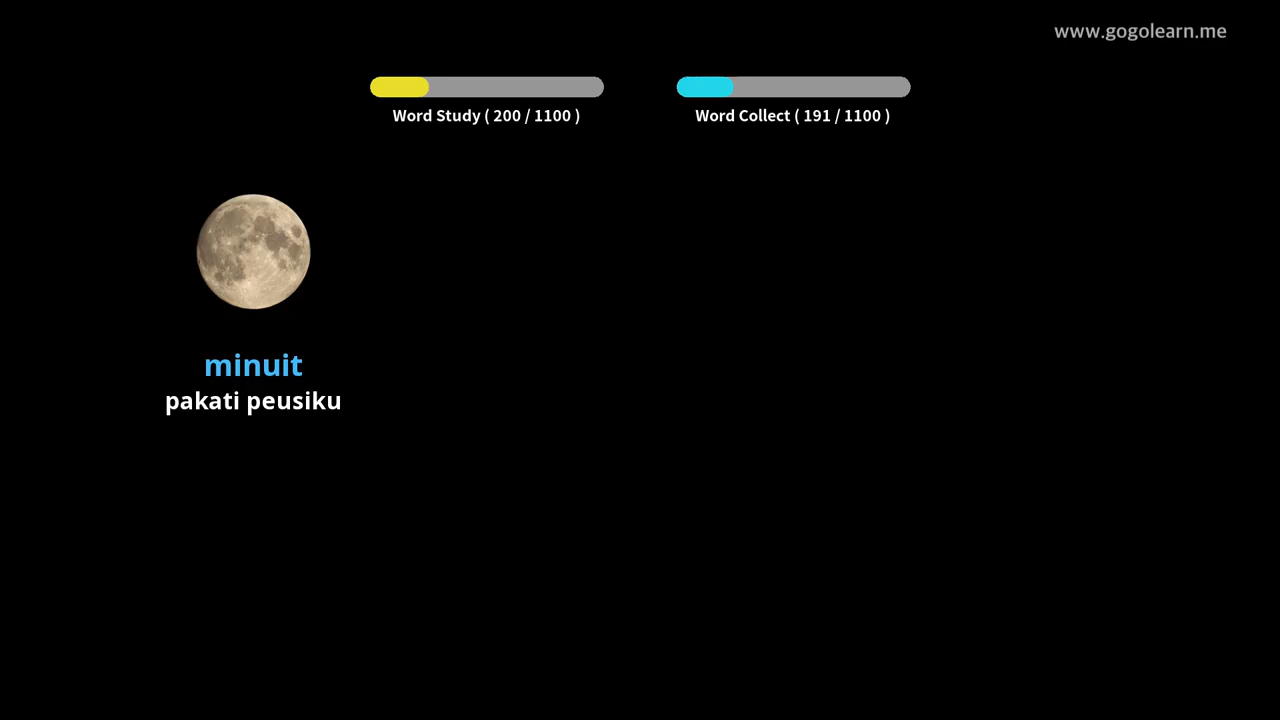 www.gogolearn.me
Word Study ( 200 / 1100 )
Word Collect ( 191 / 1100 )
minuit
pakati peusiku